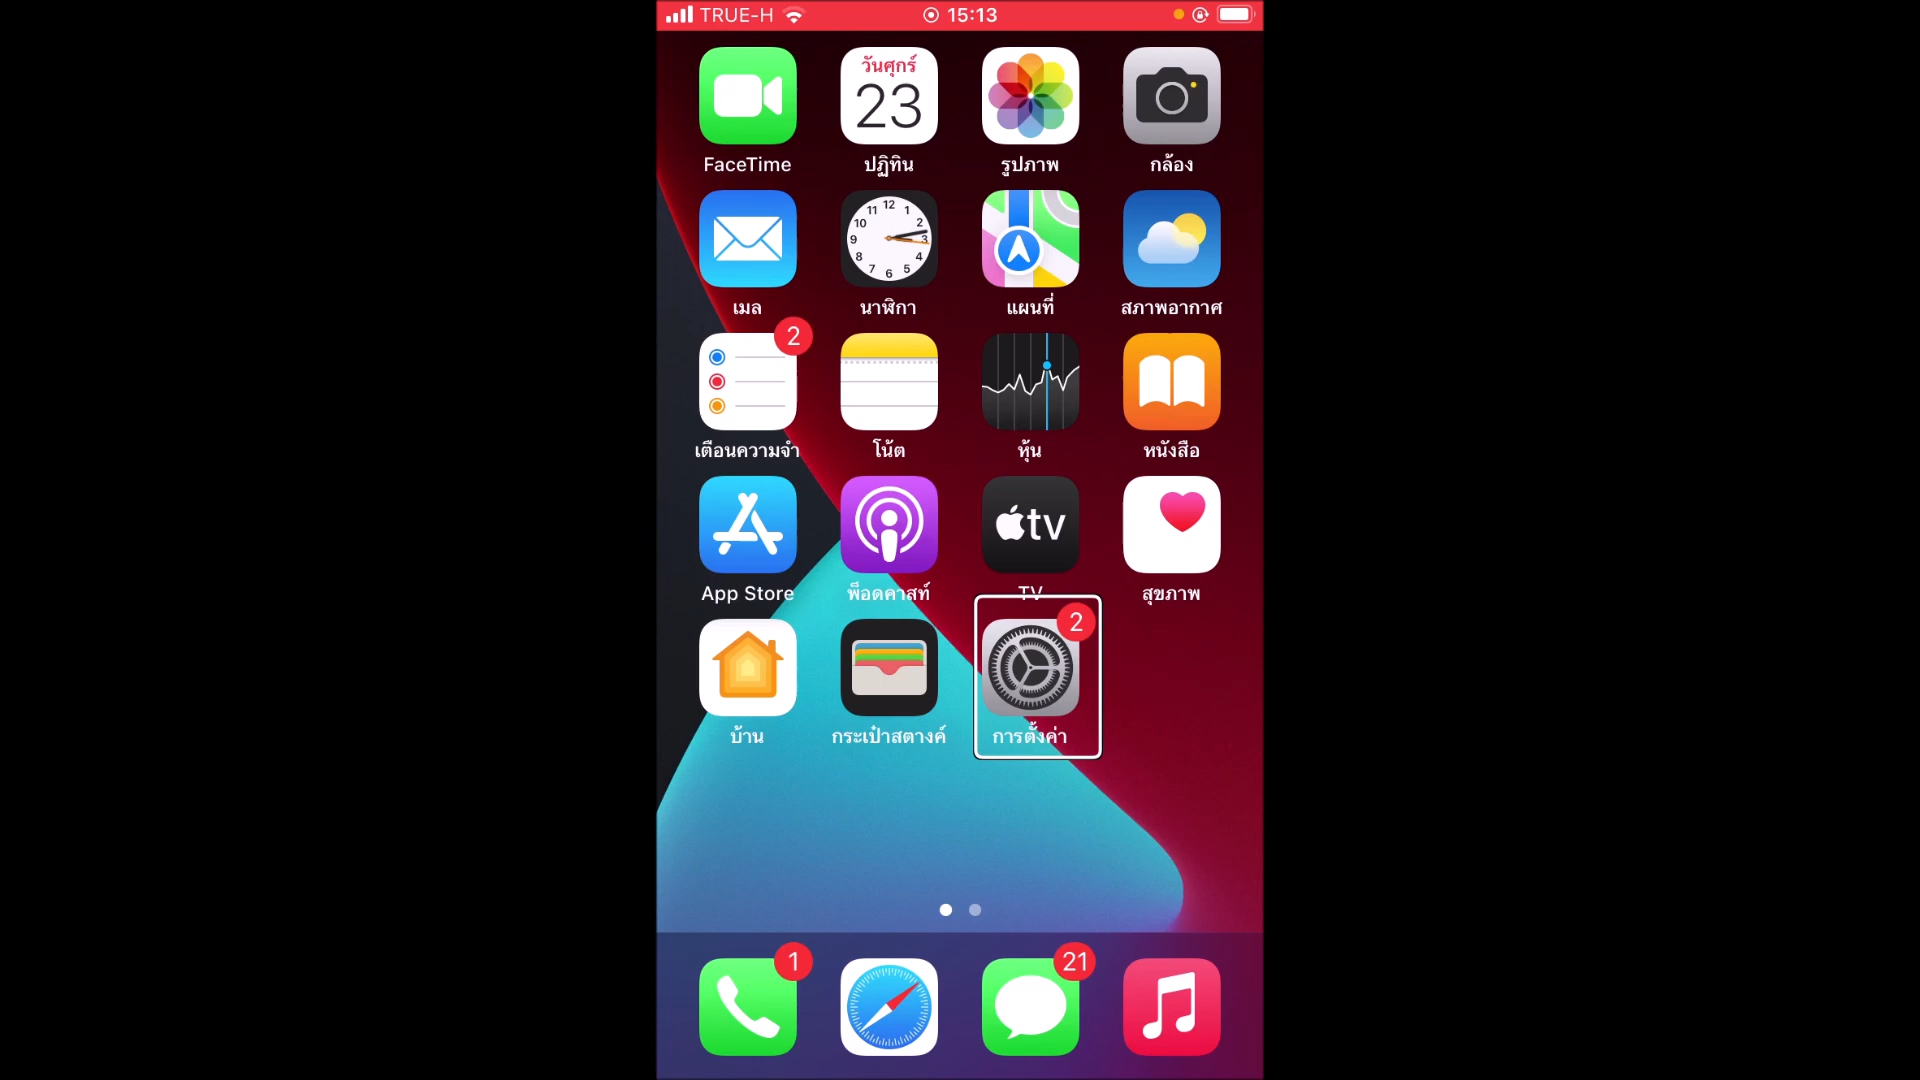 TRUE-H 15:13
วันศุกร์
23
FaceTime ปฏิทิน รูปภาพ กล้อง
12
11 1
10 2
9 3
8 4
7 5
6
เมล นาฬิกา แผนที่ สภาพอากาศ
2
เตือนความจำ โน้ต หุ้น หนังสือ
tv
App Store พ็อดคาสท์ TV สุขภาพ
2
บ้าน กระเป๋าสตางค์ การตั้งค่า
1 21